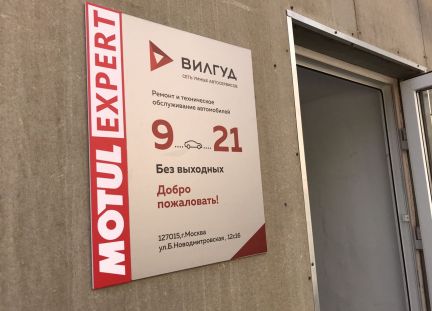 MOTUL EXPERT
ВИЛГУД
СЕТЬ УМНЫХ АВТОСЕРВИСОВ
Ремонт и техническое
обслуживание автомобилей
9....21
Без выходных
Добро
пожаловать!
127015,г.Москва
ул.Б.Новодмитровская, 12с16